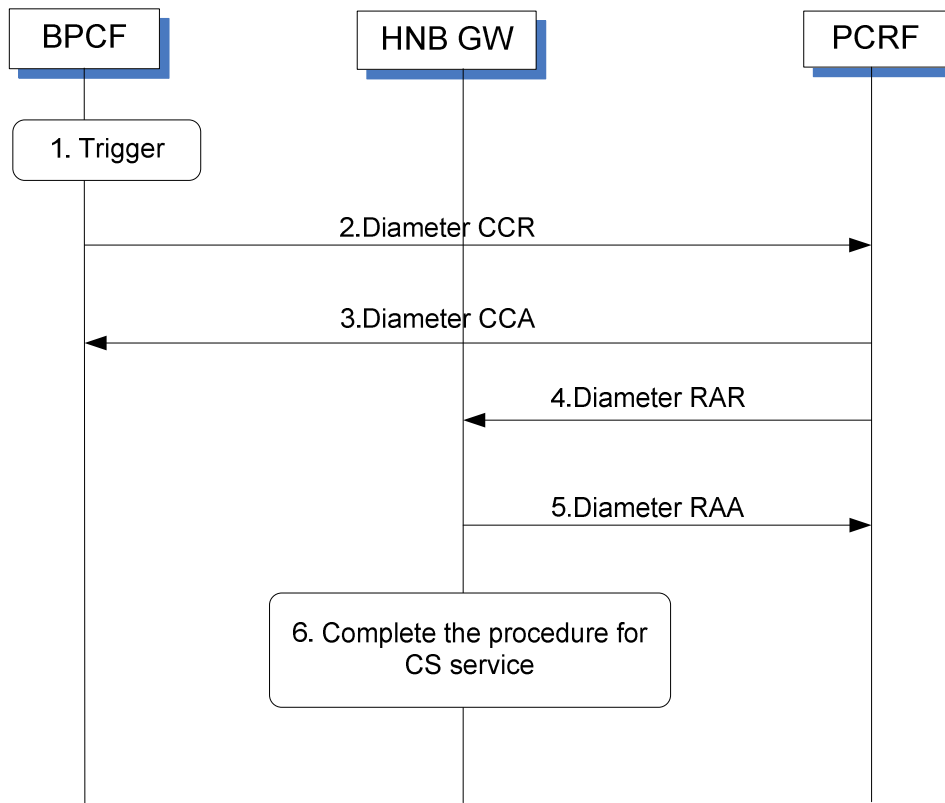 BPCF
HNB GW
PCRF
1. Trigger
2.Diameter CCR
3.Diameter CCA
4.Diameter RAR
5.Diameter RAA
6. Complete the procedure for
CS service